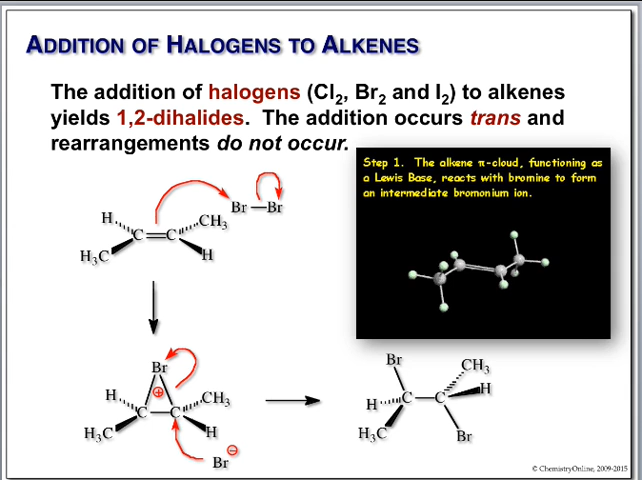 ADDITION OF HALOGENS TO ALKENES
The addition of halogens (Cl₂, Br₂ and I₂) to alkenes
yields 1,2-dihalides. The addition occurs trans and
rearrangements do not occur.
Step 1. The alkene π-cloud, functioning as
a Lewis Base, reacts with bromine to form
an intermediate bromonium ion.
Br—Br
H CH₃
C=C
H₃C H
Br
⊕
H CH₃
C—C
H₃C H
Br ⊖
Br CH₃
H
H C—C
H₃C Br
© ChemistryOnline, 2009-2015